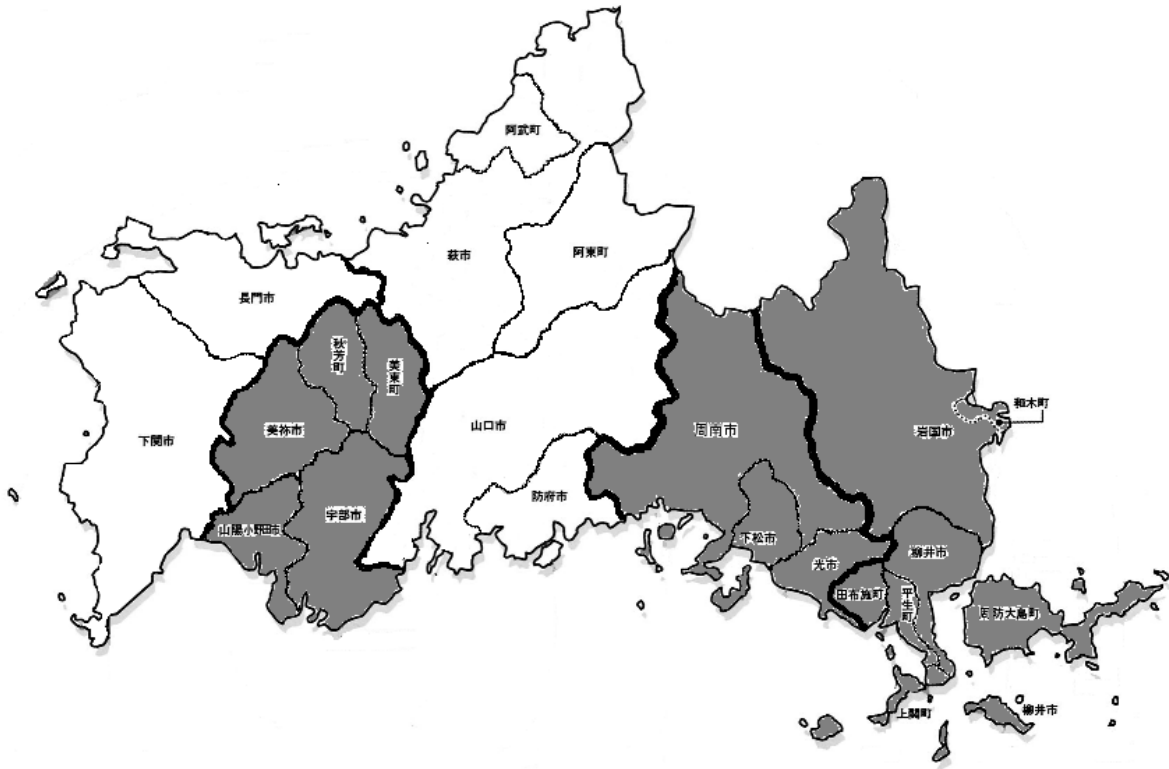 阿武町
萩市
阿東町
長門市
秋芳町
美東町
和木町
下関市
美祢市
山口市
周南市
岩国市
防府市
山陽小野田市
宇部市
下松市
光市
柳井市
田布施町
平生町
周防大島町
上関町
柳井市